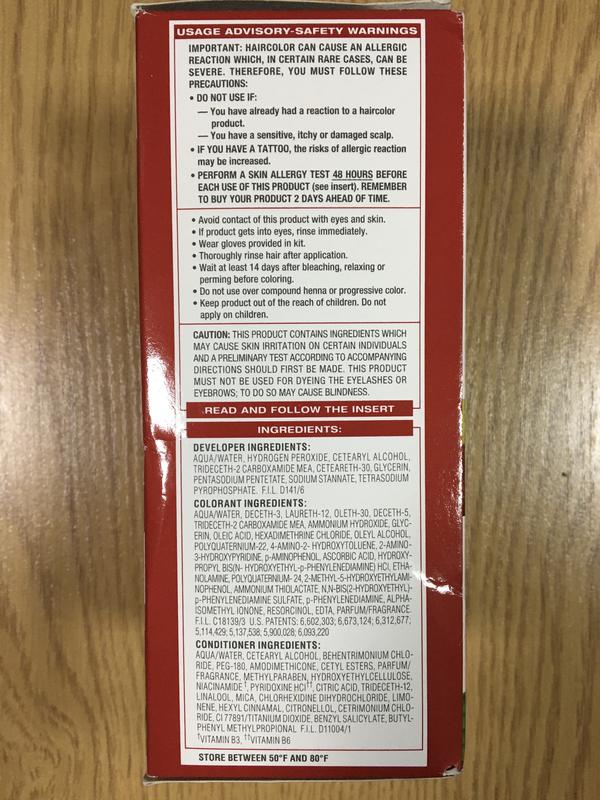 USAGE ADVISORY-SAFETY WARNINGS
IMPORTANT: HAIRCOLOR CAN CAUSE AN ALLERGIC
REACTION WHICH, IN CERTAIN RARE CASES, CAN BE
SEVERE. THEREFORE, YOU MUST FOLLOW THESE
PRECAUTIONS:
• DO NOT USE IF:
— You have already had a reaction to a haircolor
product.
— You have a sensitive, itchy or damaged scalp.
• IF YOU HAVE A TATTOO, the risks of allergic reaction
may be increased.
• PERFORM A SKIN ALLERGY TEST 48 HOURS BEFORE
EACH USE OF THIS PRODUCT (see insert). REMEMBER
TO BUY YOUR PRODUCT 2 DAYS AHEAD OF TIME.
• Avoid contact of this product with eyes and skin.
• If product gets into eyes, rinse immediately.
• Wear gloves provided in kit.
• Thoroughly rinse hair after application.
• Wait at least 14 days after bleaching, relaxing or
perming before coloring.
• Do not use over compound henna or progressive color.
• Keep product out of the reach of children. Do not
apply on children.
CAUTION: THIS PRODUCT CONTAINS INGREDIENTS WHICH
MAY CAUSE SKIN IRRITATION ON CERTAIN INDIVIDUALS
AND A PRELIMINARY TEST ACCORDING TO ACCOMPANYING
DIRECTIONS SHOULD FIRST BE MADE. THIS PRODUCT
MUST NOT BE USED FOR DYEING THE EYELASHES OR
EYEBROWS; TO DO SO MAY CAUSE BLINDNESS.
READ AND FOLLOW THE INSERT
INGREDIENTS:
DEVELOPER INGREDIENTS:
AQUA/WATER, HYDROGEN PEROXIDE, CETEARYL ALCOHOL,
TRIDECETH-2 CARBOXAMIDE MEA, CETEARETH-30, GLYCERIN,
PENTASODIUM PENTETATE, SODIUM STANNATE, TETRASODIUM
PYROPHOSPHATE. F.I.L. D141/6
COLORANT INGREDIENTS:
AQUA/WATER, DECETH-3, LAURETH-12, OLETH-30, DECETH-5,
TRIDECETH-2 CARBOXAMIDE MEA, AMMONIUM HYDROXIDE, GLYC-
ERIN, OLEIC ACID, HEXADIMETHRINE CHLORIDE, OLEYL ALCOHOL,
POLYQUATERNIUM-22, 4-AMINO-2- HYDROXYTOLUENE, 2-AMINO-
3-HYDROXYPYRIDINE, p-AMINOPHENOL, ASCORBIC ACID, HYDROXY-
PROPYL BIS(N- HYDROXYETHYL-p-PHENYLENEDIAMINE) HCl, ETHA-
NOLAMINE, POLYQUATERNIUM- 24, 2-METHYL-5-HYDROXYETHYLAMI-
NOPHENOL, AMMONIUM THIOLACTATE, N,N-BIS(2-HYDROXYETHYL)-
p-PHENYLENEDIAMINE SULFATE, p-PHENYLENEDIAMINE, ALPHA-
ISOMETHYL IONONE, RESORCINOL, EDTA, PARFUM/FRAGRANCE.
F.I.L. C18139/3 U.S. PATENTS: 6,602,303; 6,673,124; 6,312,677;
5,114,429; 5,137,538; 5,900,028; 6,093,220
CONDITIONER INGREDIENTS:
AQUA/WATER, CETEARYL ALCOHOL, BEHENTRIMONIUM CHLO-
RIDE, PEG-180, AMODIMETHICONE, CETYL ESTERS, PARFUM/
FRAGRANCE, METHYLPARABEN, HYDROXYETHYLCELLULOSE,
NIACINAMIDE†, PYRIDOXINE HCl††, CITRIC ACID, TRIDECETH-12,
LINALOOL, MICA, CHLORHEXIDINE DIHYDROCHLORIDE, LIMO-
NENE, HEXYL CINNAMAL, CITRONELLOL, CETRIMONIUM CHLO-
RIDE, CI 77891/TITANIUM DIOXIDE, BENZYL SALICYLATE, BUTYL-
PHENYL METHYLPROPIONAL F.I.L. D11004/1
†VITAMIN B3, ††VITAMIN B6
STORE BETWEEN 50°F AND 80°F